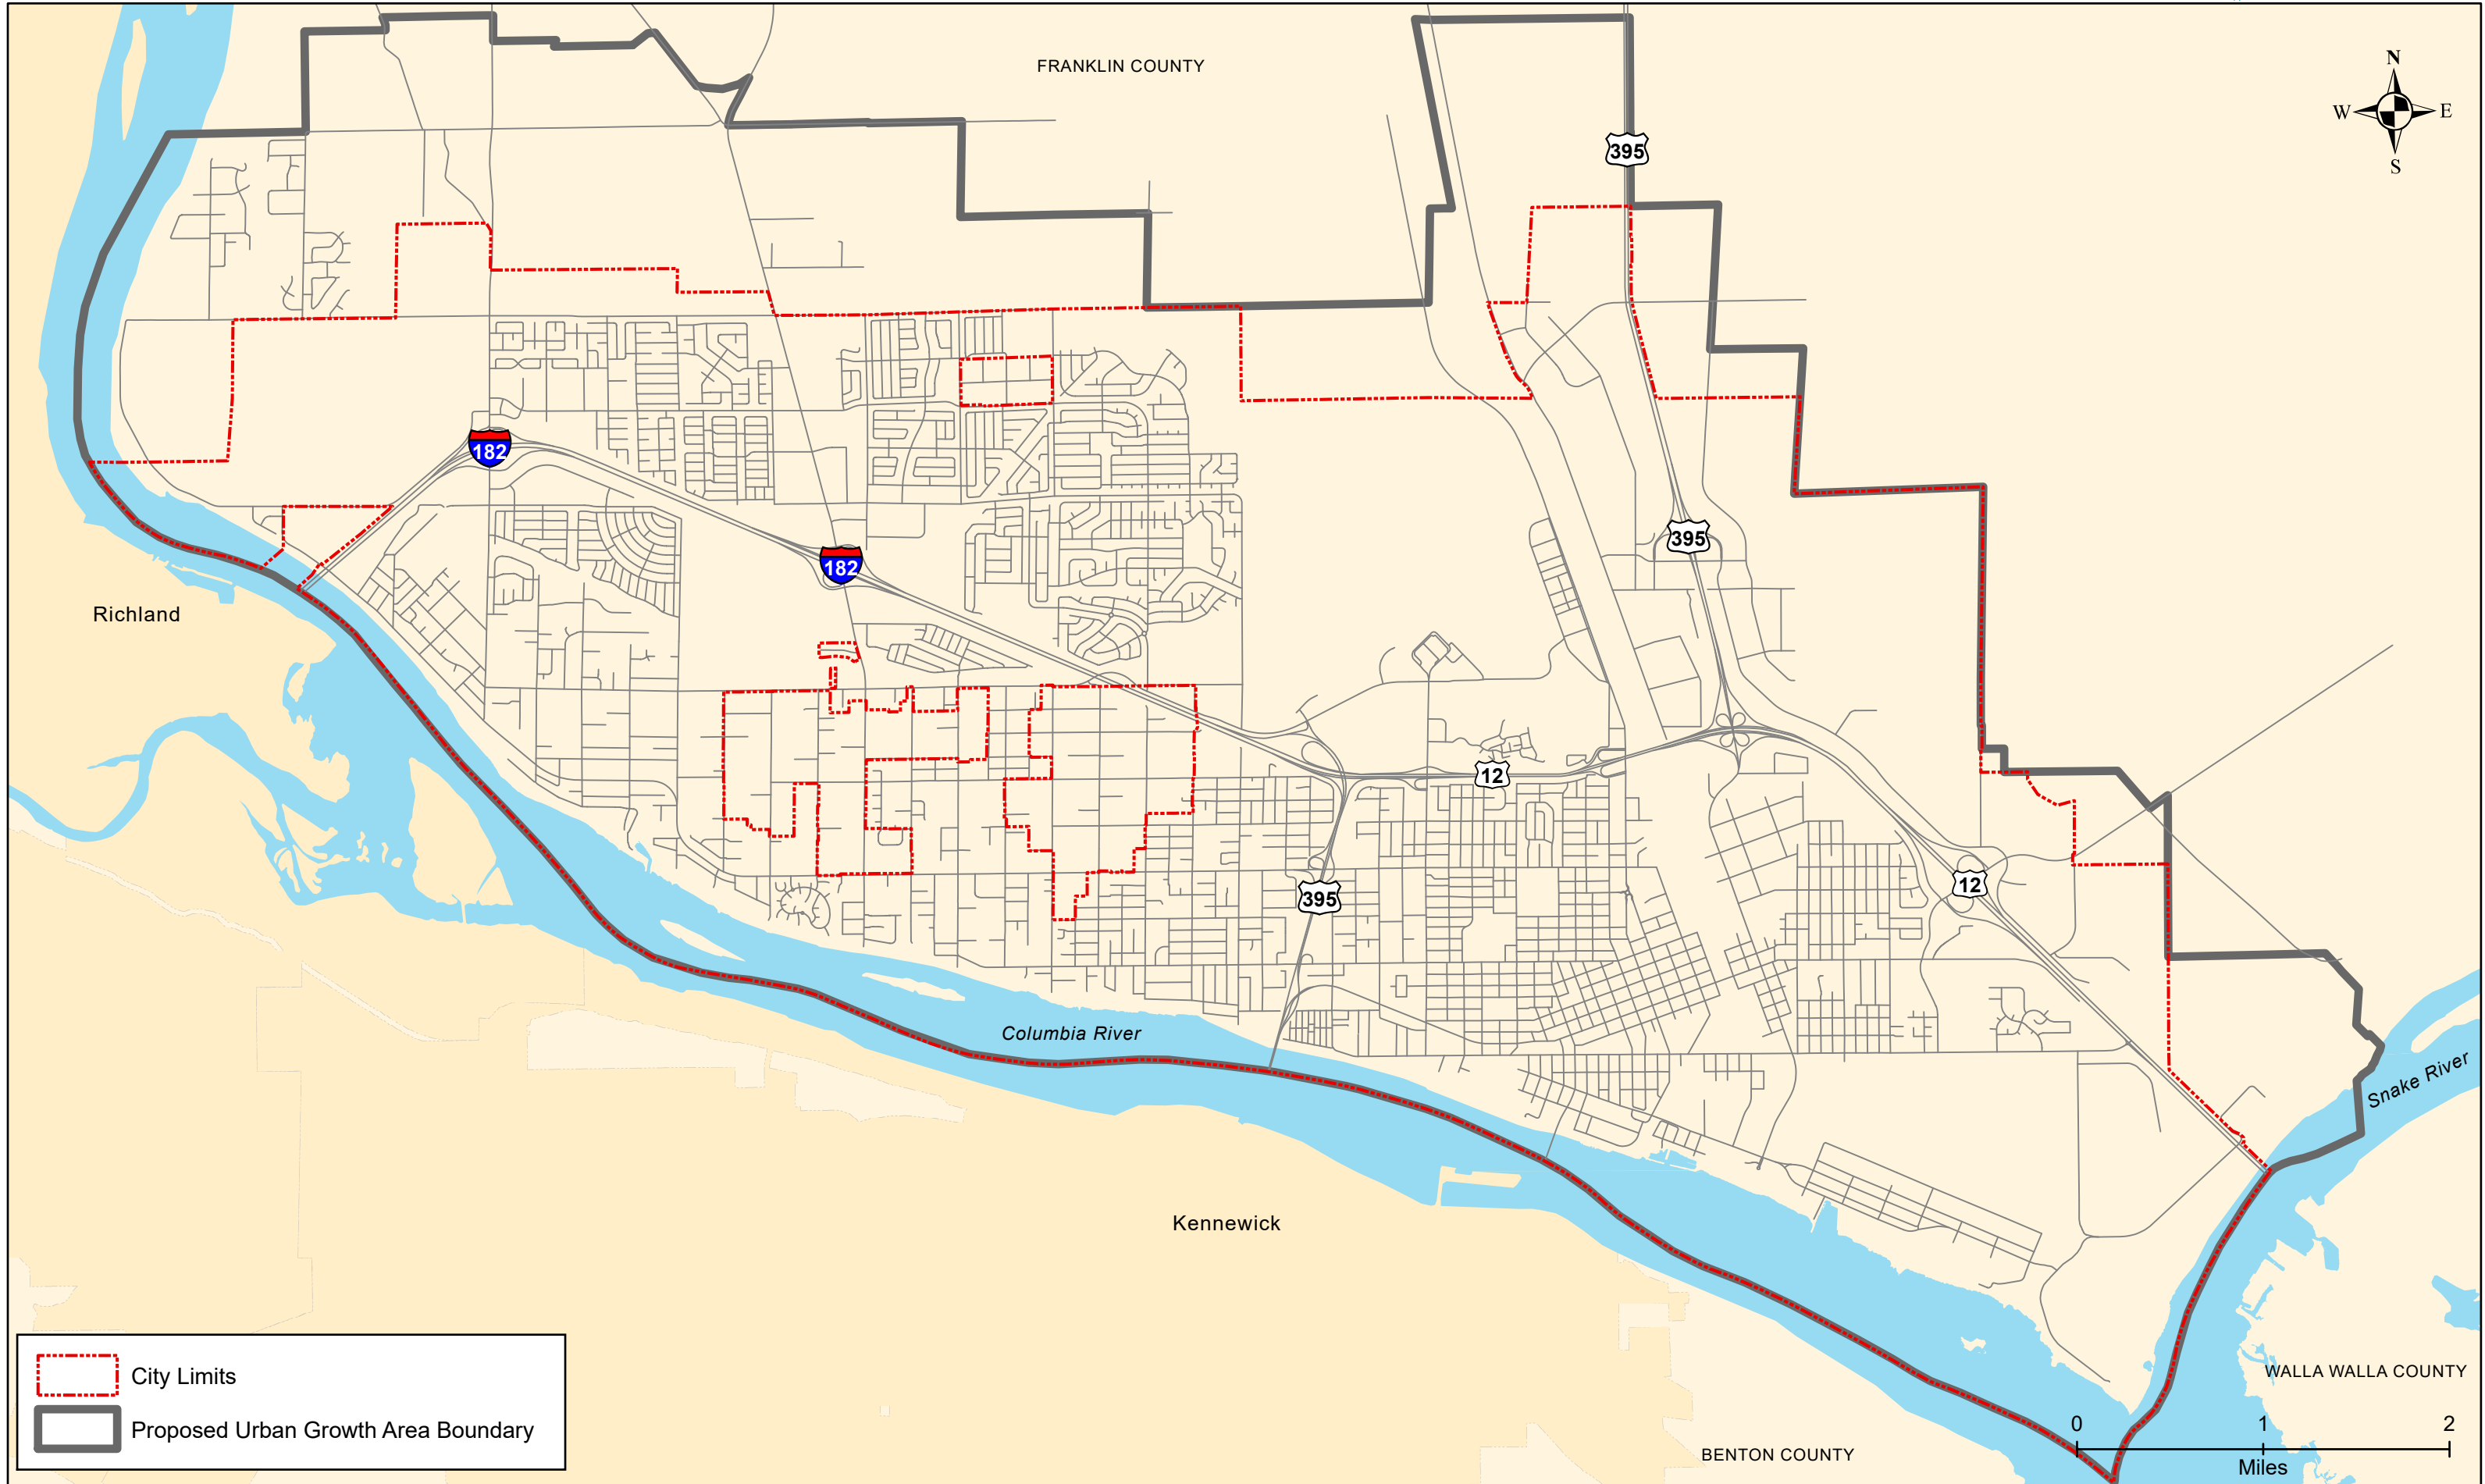 FRANKLIN COUNTY
N
W E
S
395
182
395
182
Richland
12
12
395
Columbia River
Snake River
Kennewick
City Limits
Proposed Urban Growth Area Boundary
WALLA WALLA COUNTY
0 1 2
Miles
BENTON COUNTY